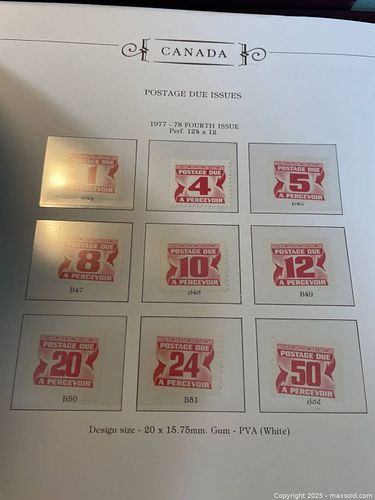 CANADA
POSTAGE DUE ISSUES
1977 - 78 FOURTH ISSUE
Perf. 12½ x 12
POSTAGE DUE
1
A PERCEVOIR
POSTAGE DUE
4
A PERCEVOIR
POSTAGE DUE
5
A PERCEVOIR
POSTAGE DUE
8
A PERCEVOIR
B47
POSTAGE DUE
10
A PERCEVOIR
B48
POSTAGE DUE
12
A PERCEVOIR
B49
POSTAGE DUE
20
A PERCEVOIR
B50
POSTAGE DUE
24
A PERCEVOIR
B51
POSTAGE DUE
50
A PERCEVOIR
B52
Design size - 20 x 15.75mm. Gum - PVA (White)
Copyright 2025 - maxsold.com